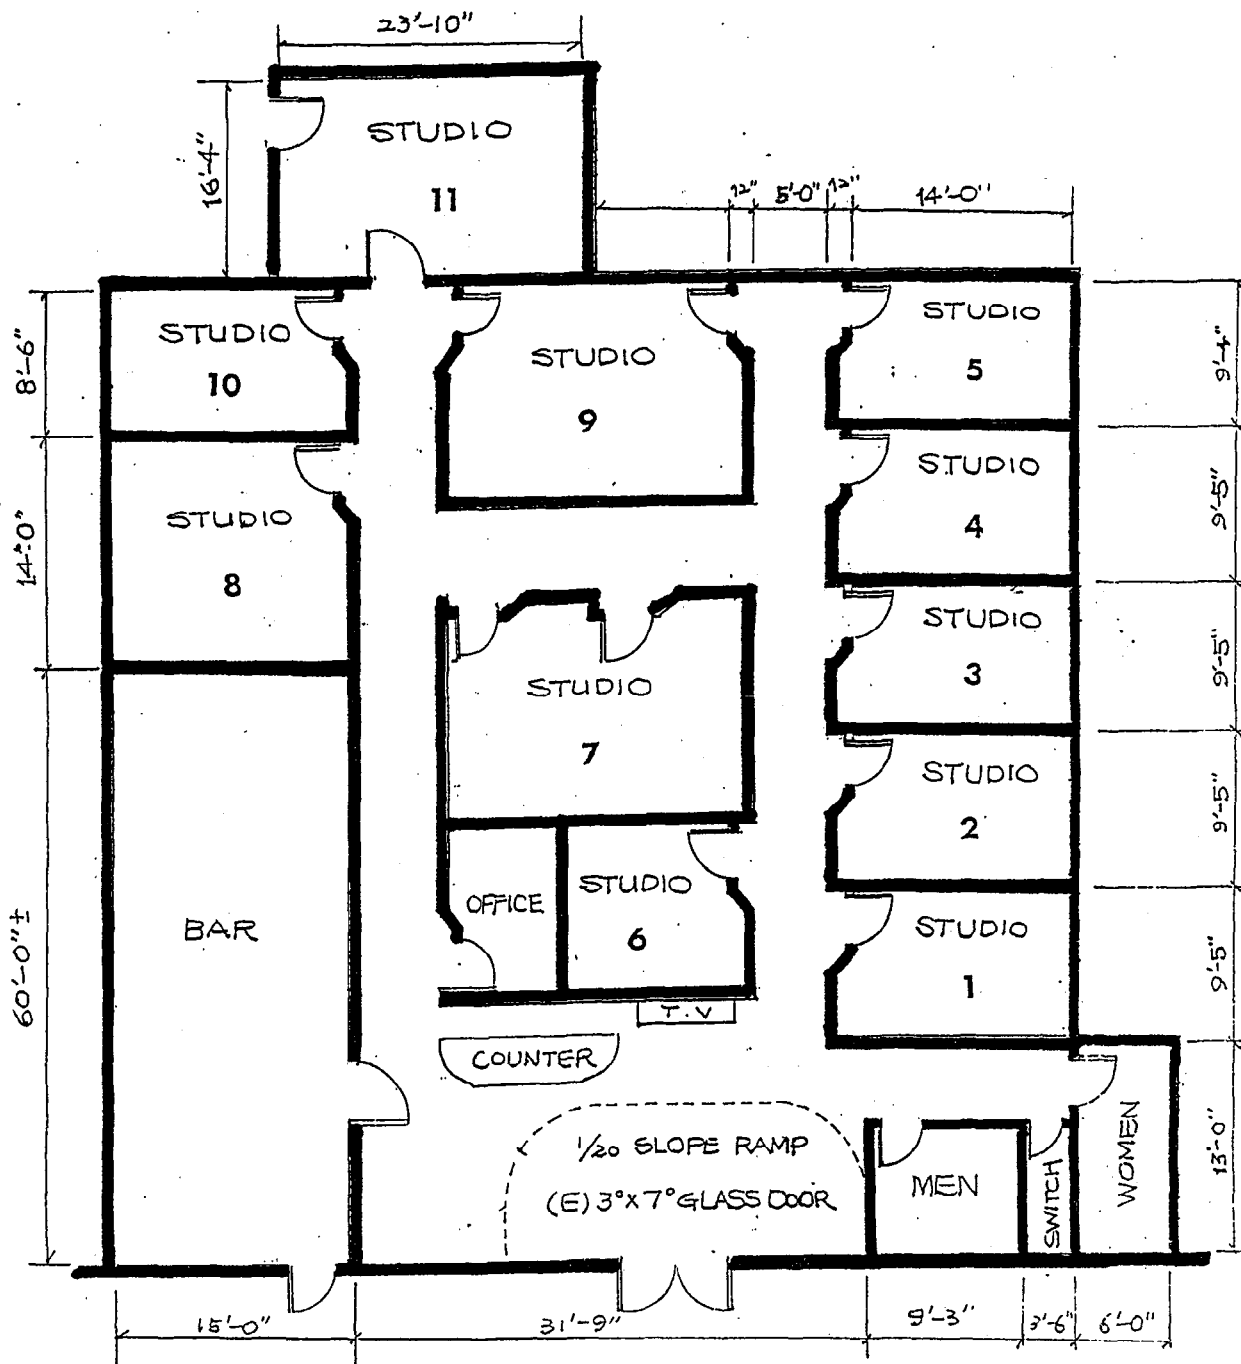 23'-10"
16'-4"
STUDIO
11
12"
5'-0"
12"
14'-0"
8'-6"
STUDIO
10
STUDIO
9
STUDIO
5
9'-4"
14'-0"
STUDIO
8
STUDIO
4
9'-5"
STUDIO
3
9'-5"
STUDIO
7
STUDIO
2
9'-5"
60'-0"±
BAR
OFFICE
STUDIO
6
STUDIO
1
9'-5"
T.V
COUNTER
1/20 SLOPE RAMP
(E) 3°X7° GLASS DOOR
MEN
SWITCH
WOMEN
13'-0"
15'-0"
31'-9"
9'-3"
3'-6"
6'-0"